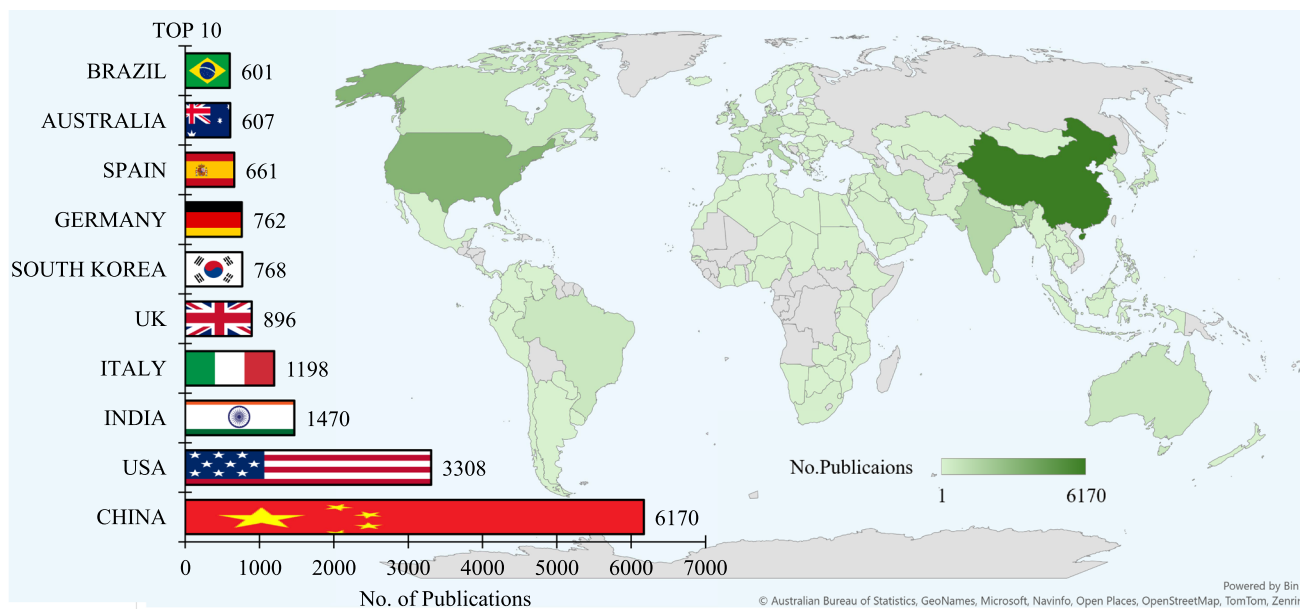 TOP 10
BRAZIL 601
AUSTRALIA 607
SPAIN 661
GERMANY 762
SOUTH KOREA 768
UK 896
ITALY 1198
INDIA 1470
USA 3308
CHINA 6170
0 1000 2000 3000 4000 5000 6000 7000
No. of Publications
No.Publicaions
1 6170
Powered by Bin
© Australian Bureau of Statistics, GeoNames, Microsoft, Navinfo, Open Places, OpenStreetMap, TomTom, Zenrin